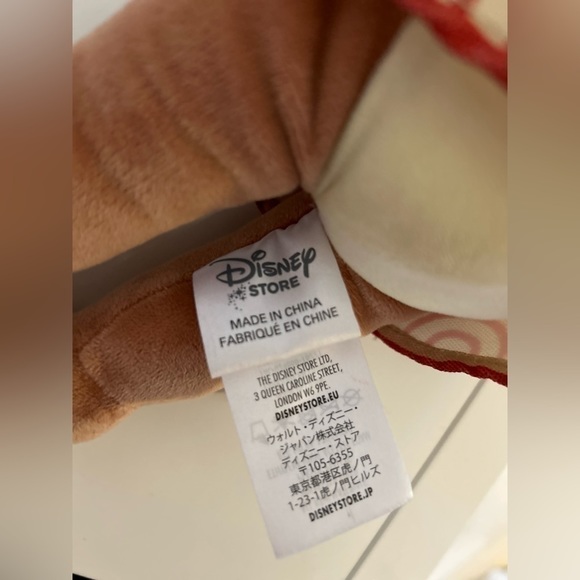 Disney
STORE
MADE IN CHINA
FABRIQUÉ EN CHINE
THE DISNEY STORE LTD,
3 QUEEN CAROLINE STREET,
LONDON W6 9PE.
DISNEYSTORE.EU
ウォルト・ディズニー・
ジャパン株式会社
ディズニー・ストア
〒105-6355
東京都港区虎ノ門
1-23-1虎ノ門ヒルズ
DISNEYSTORE.JP